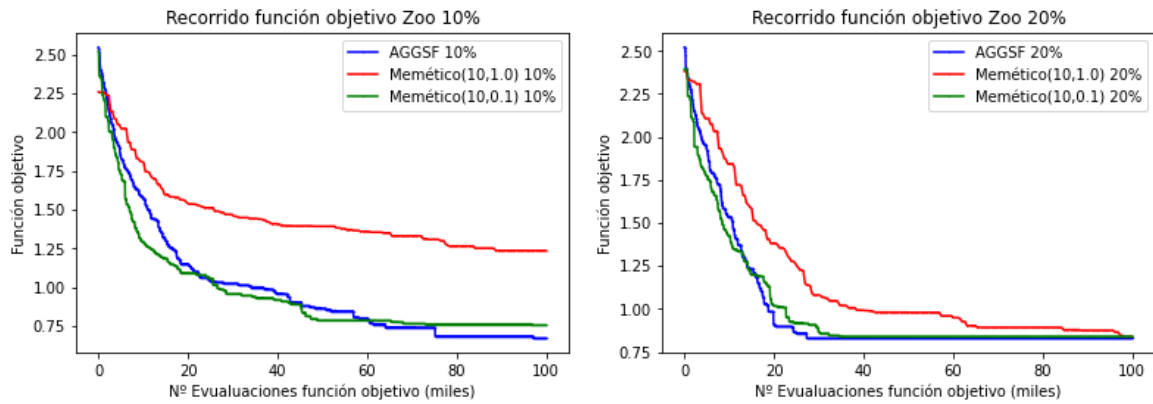 Recorrido función objetivo Zoo 10%
Función objetivo
2.50
2.25
2.00
1.75
1.50
1.25
1.00
0.75
AGGSF 10%
Memético(10,1.0) 10%
Memético(10,0.1) 10%
0 20 40 60 80 100
Nº Evualuaciones función objetivo (miles)
Recorrido función objetivo Zoo 20%
Función objetivo
2.50
2.25
2.00
1.75
1.50
1.25
1.00
0.75
AGGSF 20%
Memético(10,1.0) 20%
Memético(10,0.1) 20%
0 20 40 60 80 100
Nº Evualuaciones función objetivo (miles)